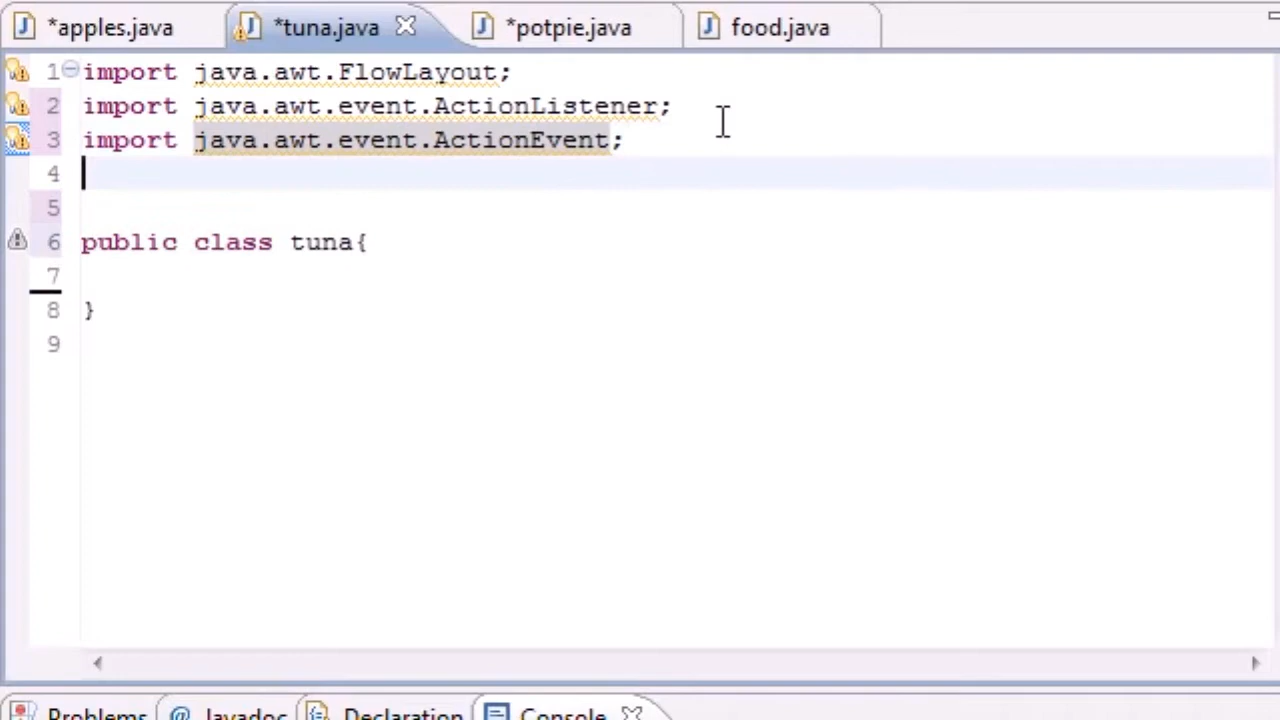 *apples.java *tuna.java *potpie.java food.java
1 import java.awt.FlowLayout;
2 import java.awt.event.ActionListener;
3 import java.awt.event.ActionEvent;
4
5
6 public class tuna{
7
8 }
9
Problems @ Javadoc Declaration Console